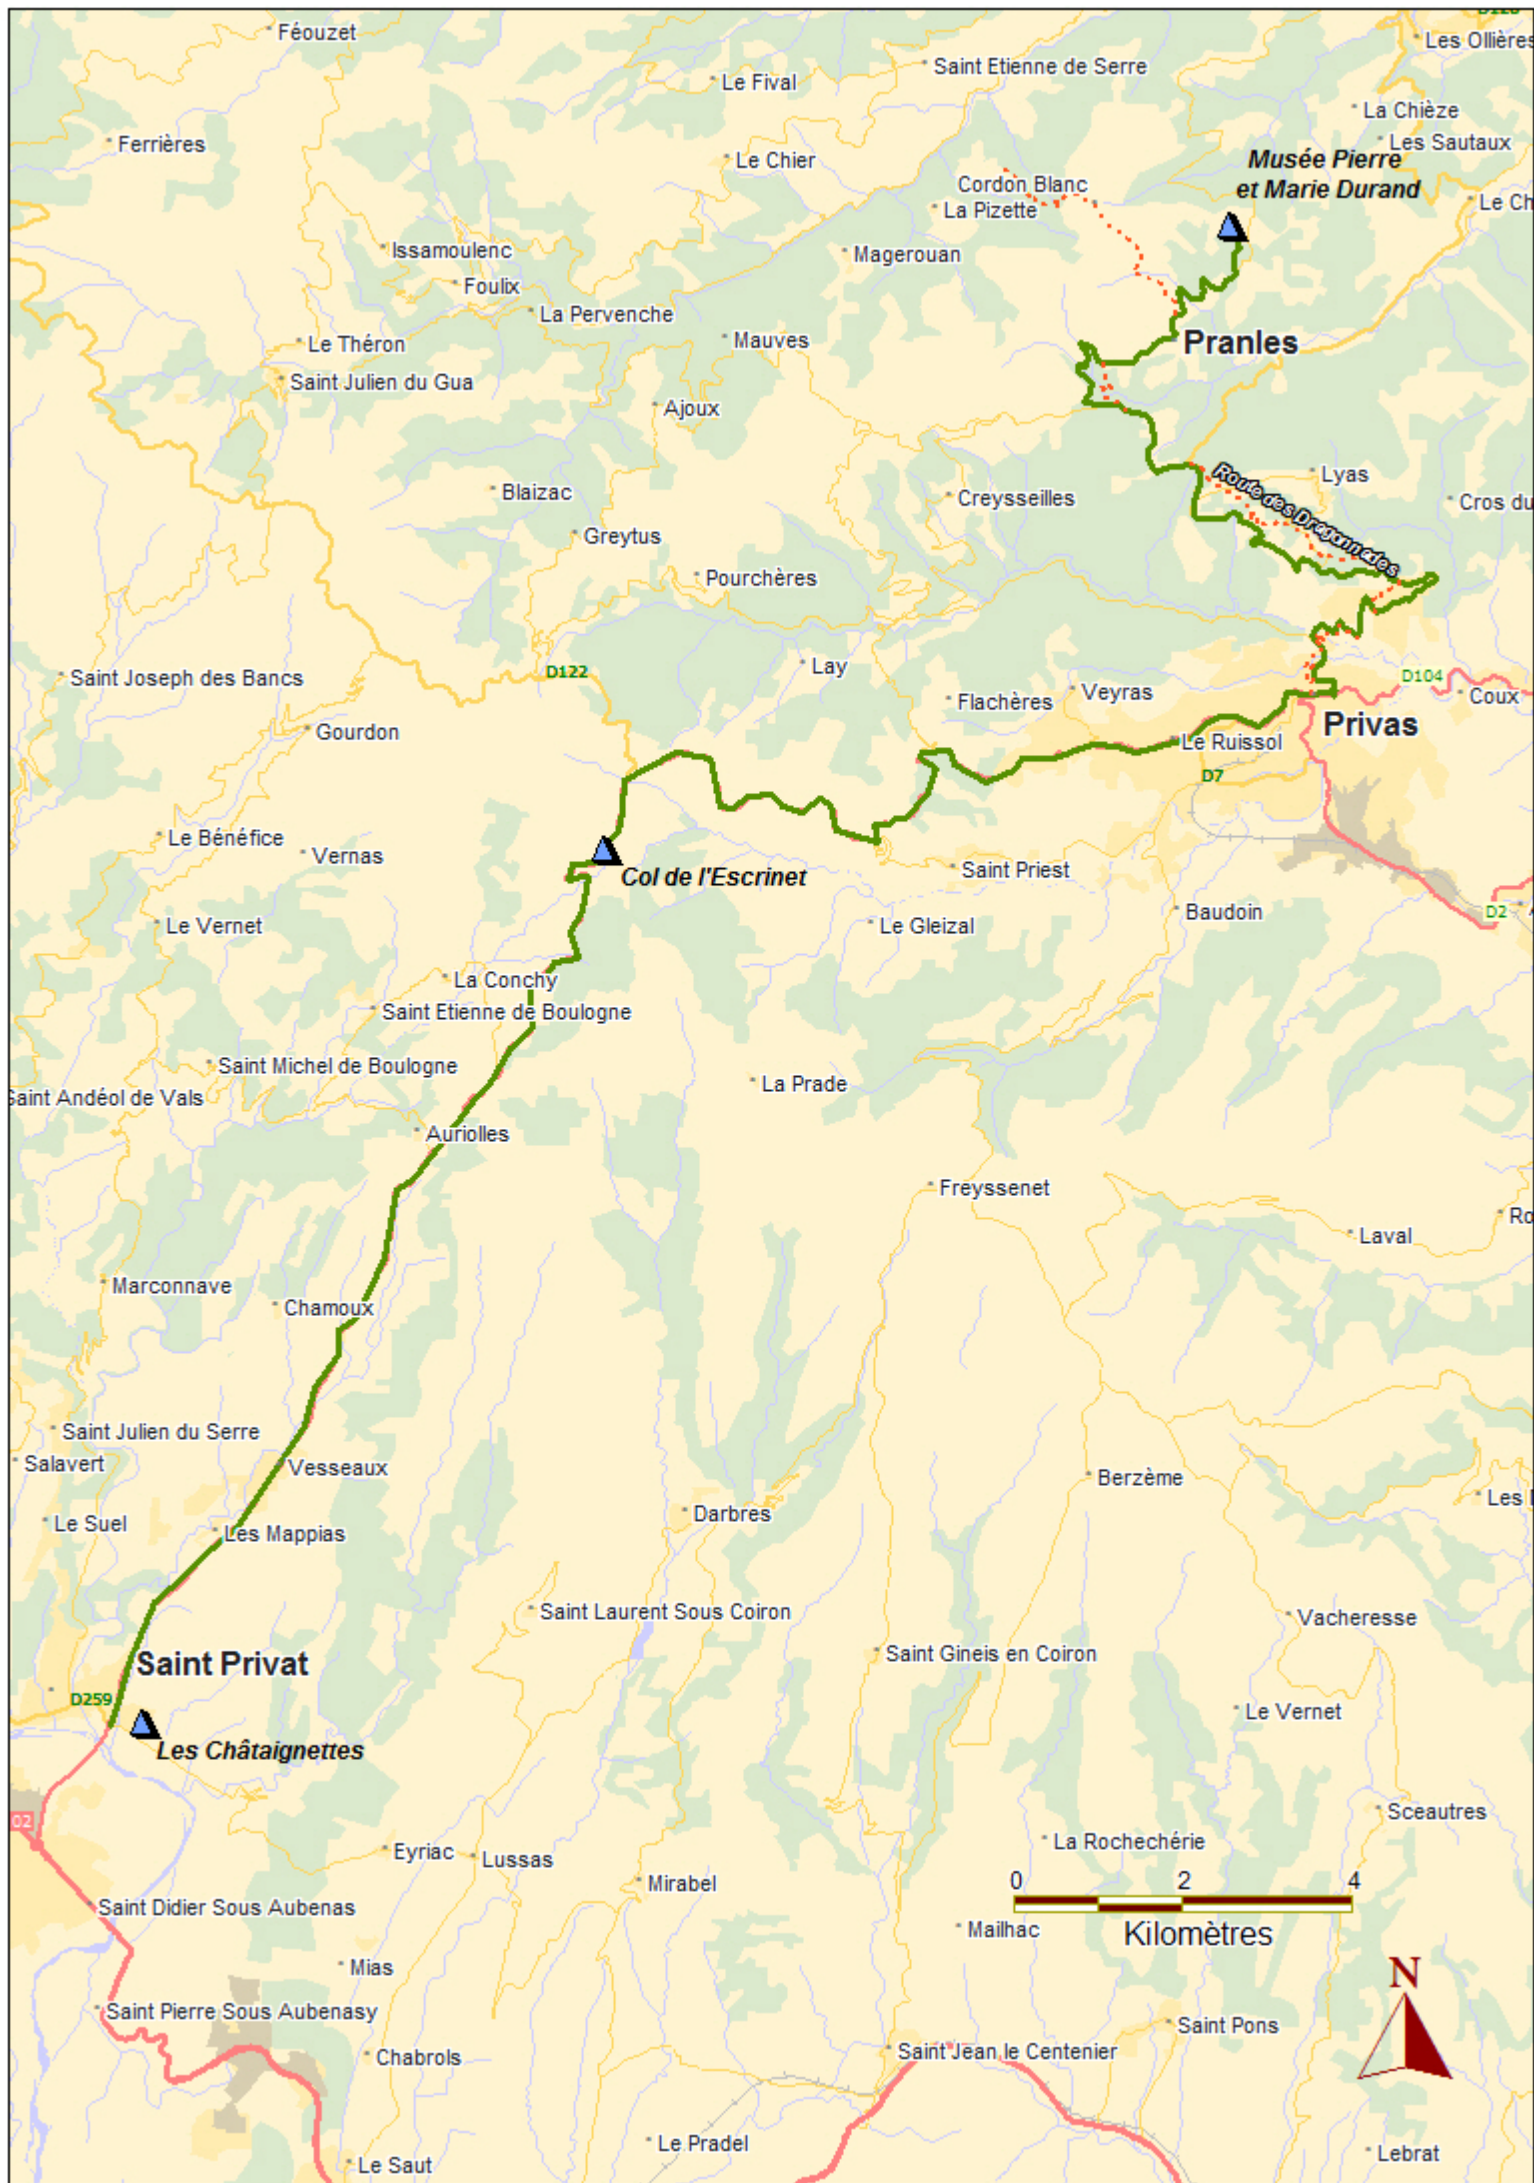 D120
Féouzet
Les Ollières
Saint Etienne de Serre
Le Fival
La Chièze
Ferrières
Les Sautaux
Le Chier
Musée Pierre
et Marie Durand
Cordon Blanc
La Pizette
Le Ch
Issamoulenc
Magerouan
Foulix
La Pervenche
Mauves
Pranles
Le Théron
Saint Julien du Gua
Ajoux
Lyas
Route des Dragonnades
Blaizac
Creysseilles
Cros du
Greytus
Pourchères
Lay
D122
Saint Joseph des Bancs
D104
Flachères
Veyras
Coux
Privas
Gourdon
Le Ruissol
D7
Le Bénéfice
Vernas
Col de l'Escrinet
Saint Priest
D2
Baudoin
Le Vernet
Le Gleizal
La Conchy
Saint Etienne de Boulogne
Saint Michel de Boulogne
La Prade
Saint Andéol de Vals
Auriolles
Freyssenet
Ro
Laval
Marconnave
Chamoux
Saint Julien du Serre
Salavert
Vesseaux
Berzème
Les
Darbres
Le Suel
Les Mappias
Saint Laurent Sous Coiron
Vacheresse
Saint Privat
Saint Gineis en Coiron
D259
Le Vernet
Les Châtaignettes
Sceautres
02
La Rochechérie
Eyriac
Lussas
Mirabel
0 2 4
Kilomètres
Saint Didier Sous Aubenas
Mailhac
Mias
N
Saint Pierre Sous Aubenasy
Saint Pons
Chabrols
Saint Jean le Centenier
Le Pradel
Lebrat
Le Saut